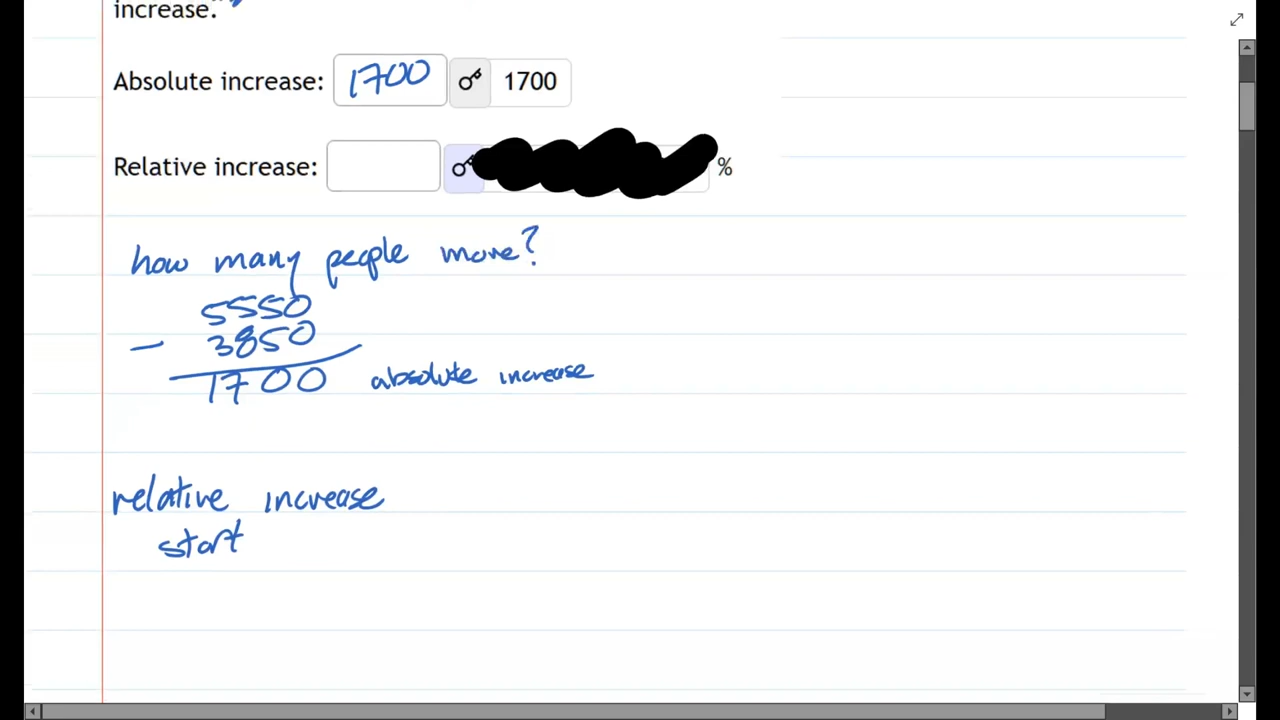 increase.
Absolute increase: 1700 1700
Relative increase: %
how many people more?
5550
- 3850
1700 absolute increase
relative increase
start